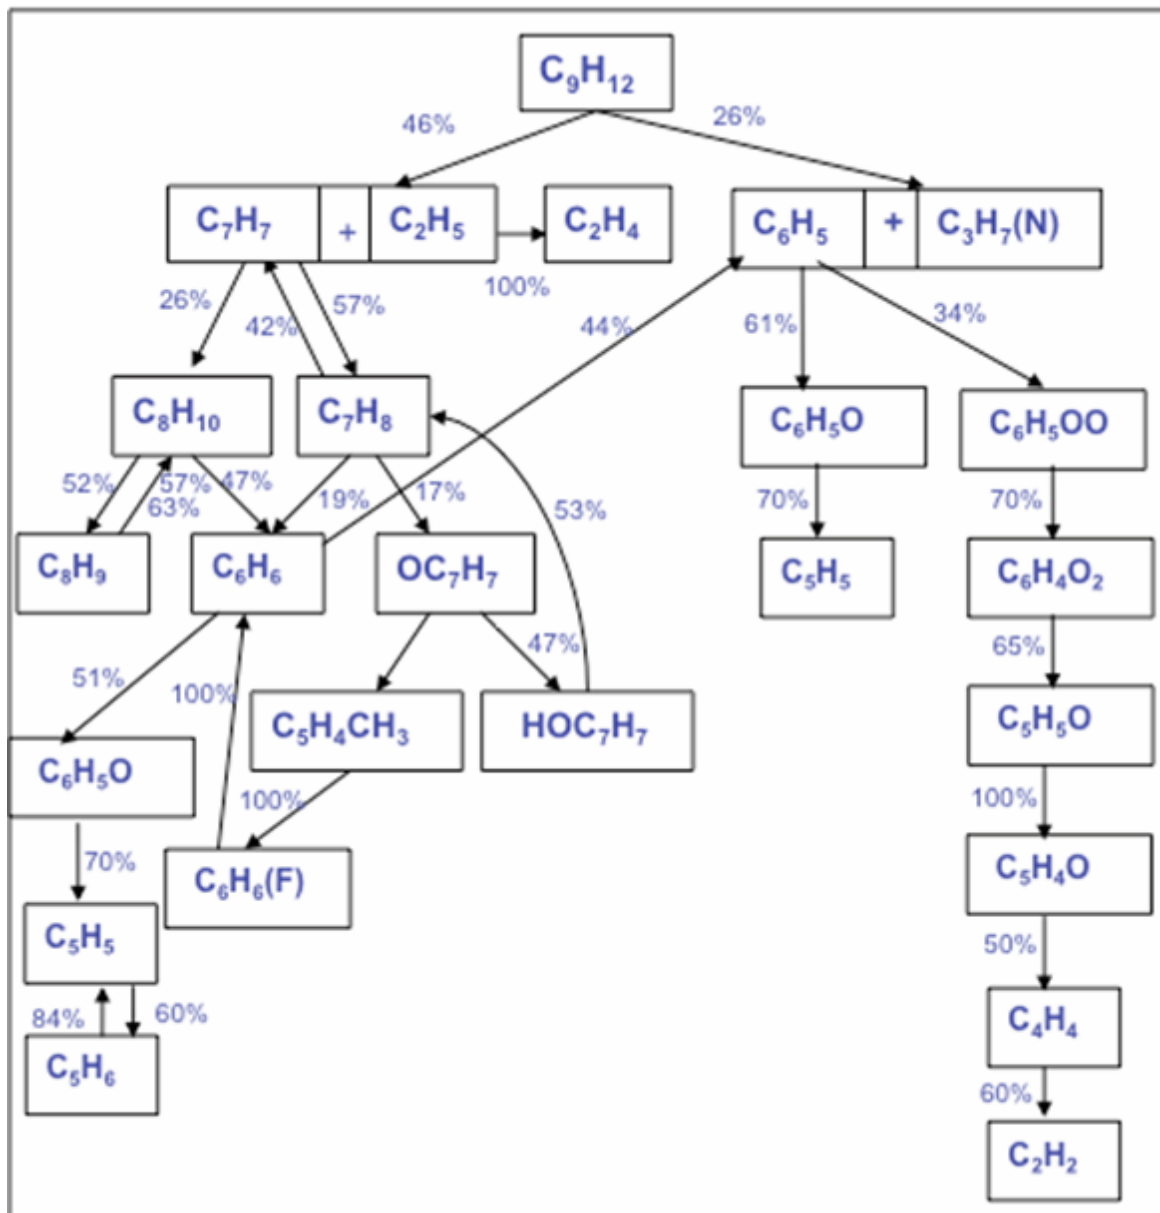 C₉H₁₂
46% 26%
C₇H₇ + C₂H₅ C₂H₄ C₆H₅ + C₃H₇(N)
100%
26% 42% 57% 44% 61% 34%
C₈H₁₀ C₇H₈ C₆H₅O C₆H₅OO
52% 57% 47% 19% 17% 53% 70% 70%
63%
C₈H₉ C₆H₆ OC₇H₇ C₅H₅ C₆H₄O₂
51% 100% 47% 65%
C₅H₄CH₃ HOC₇H₇ C₅H₅O
C₆H₅O
100% 100%
70%
C₆H₆(F) C₅H₄O
C₅H₅ 50%
84% 60% C₄H₄
C₅H₆ 60%
C₂H₂